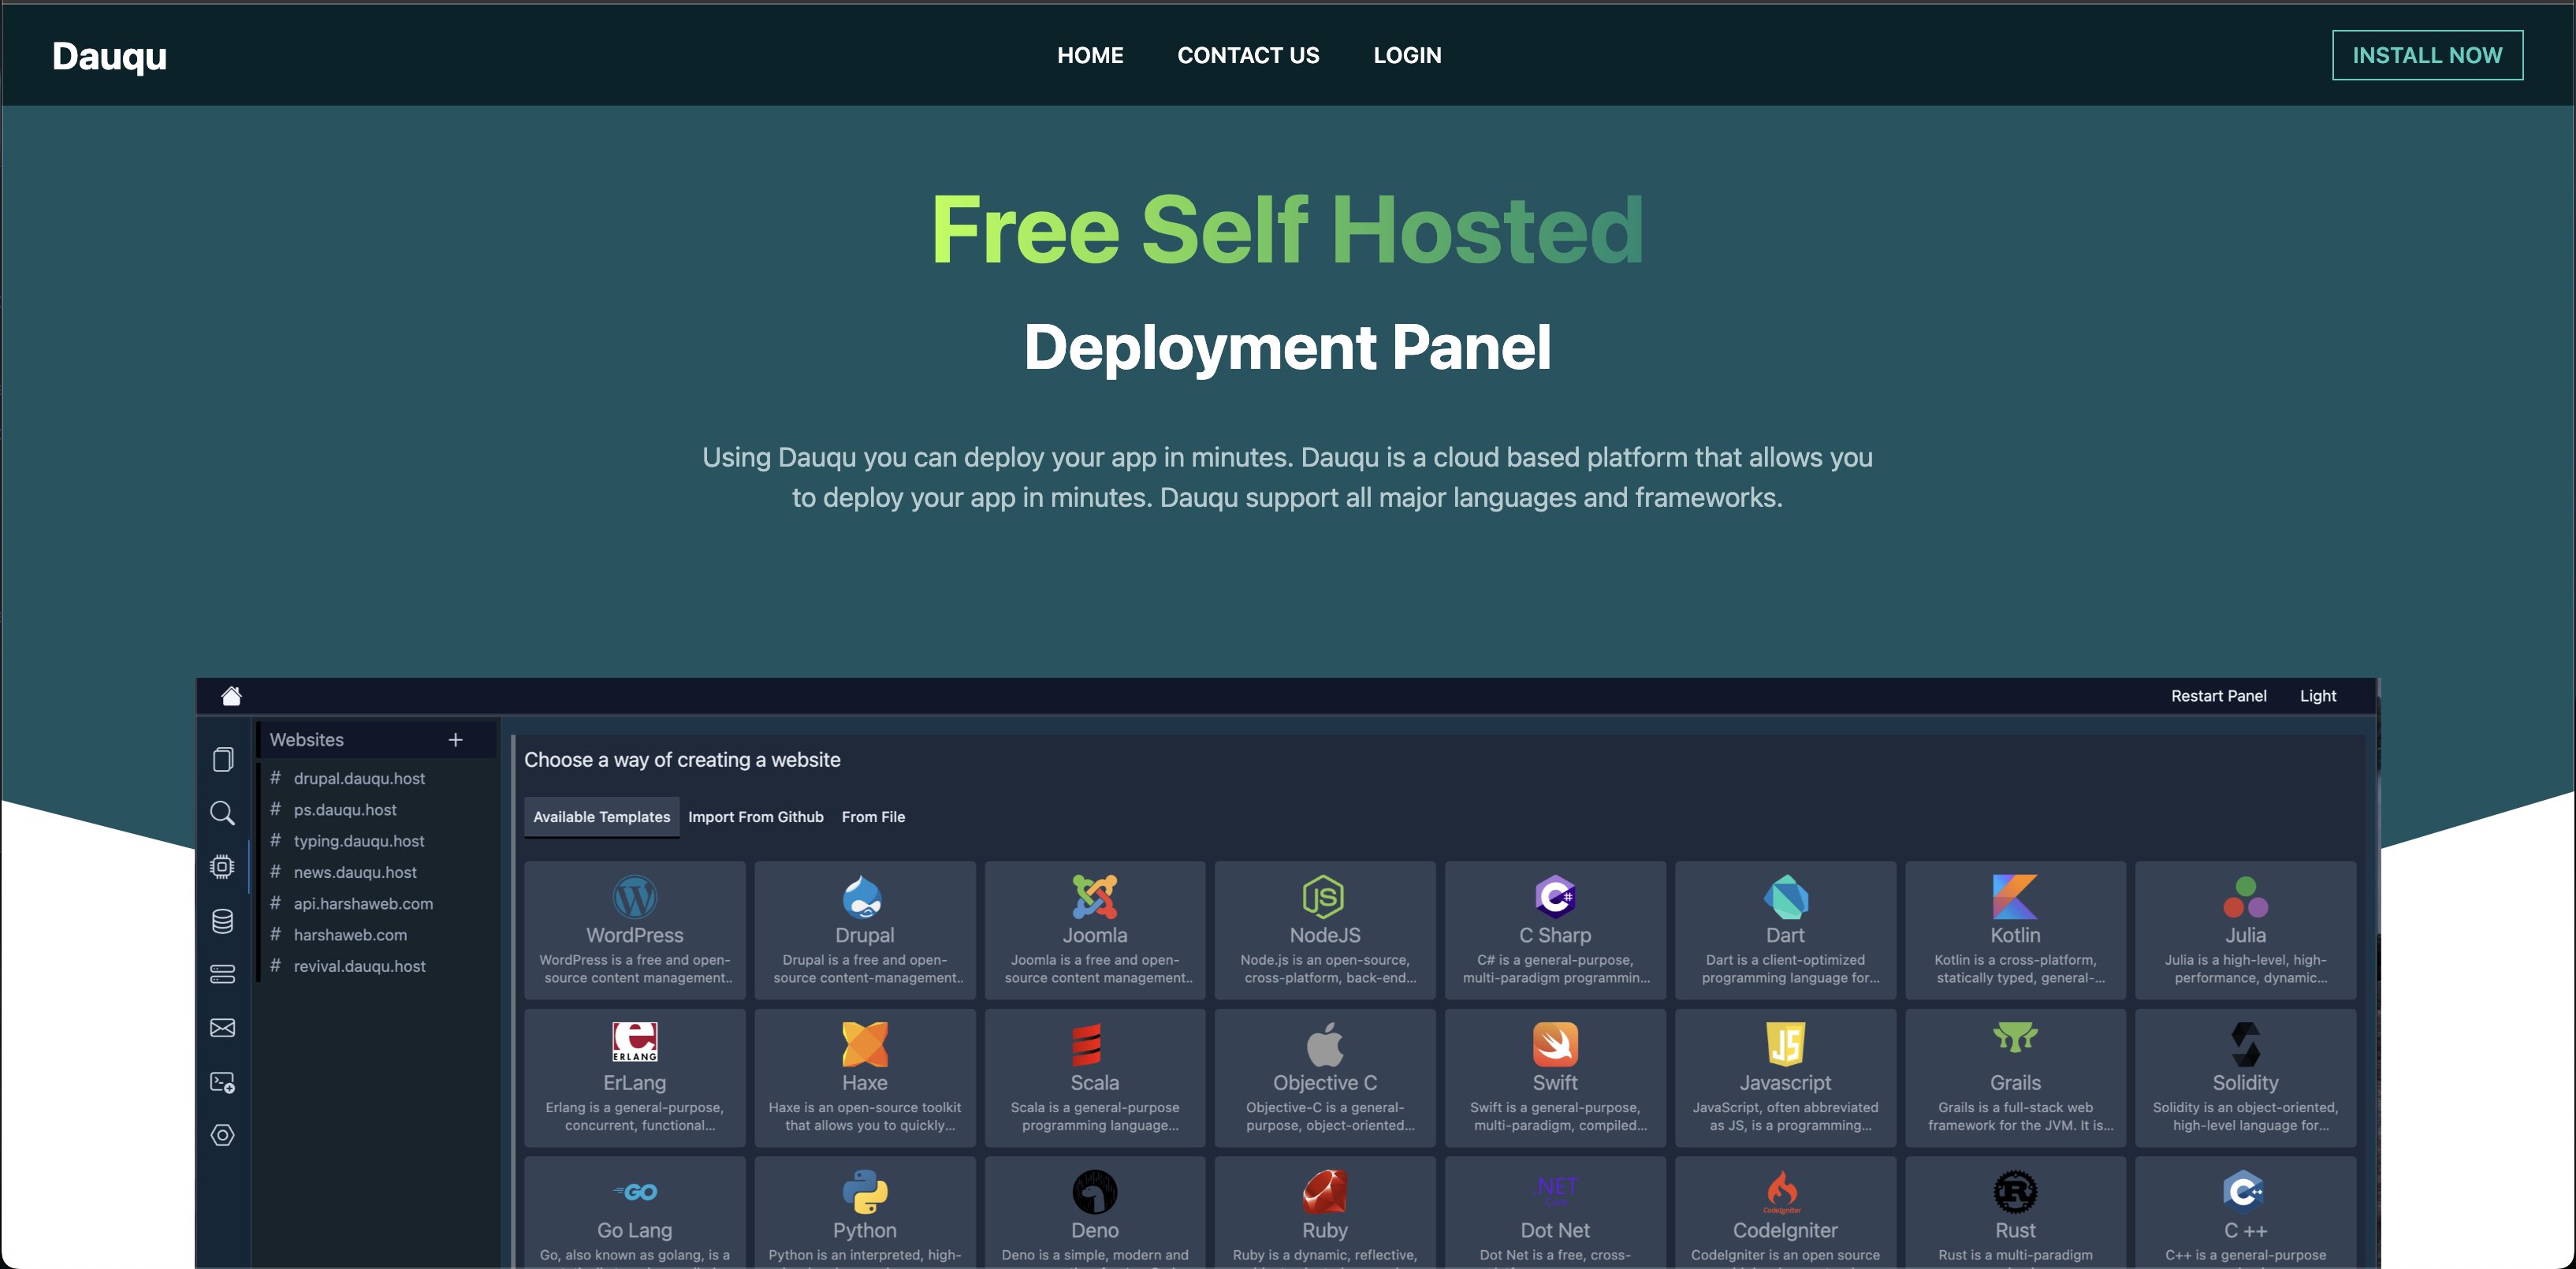 Dauqu
HOME CONTACT US LOGIN
INSTALL NOW
Free Self Hosted
Deployment Panel
Using Dauqu you can deploy your app in minutes. Dauqu is a cloud based platform that allows you
to deploy your app in minutes. Dauqu support all major languages and frameworks.
Restart Panel Light
Websites +
# drupal.dauqu.host
# ps.dauqu.host
# typing.dauqu.host
# news.dauqu.host
# api.harshaweb.com
# harshaweb.com
# revival.dauqu.host
Choose a way of creating a website
Available Templates Import From Github From File
WordPress
WordPress is a free and open-
source content management..
Drupal
Drupal is a free and open-
source content-management..
Joomla
Joomla is a free and open-
source content management..
JS
NodeJS
Node.js is an open-source,
cross-platform, back-end...
C#
C Sharp
C# is a general-purpose,
multi-paradigm programmin...
Dart
Dart is a client-optimized
programming language for...
Kotlin
Kotlin is a cross-platform,
statically typed, general-...
Julia
Julia is a high-level, high-
performance, dynamic...
e
ERLANG
ErLang
Erlang is a general-purpose,
concurrent, functional...
Haxe
Haxe is an open-source toolkit
that allows you to quickly...
Scala
Scala is a general-purpose
programming language...
Objective C
Objective-C is a general-
purpose, object-oriented...
Swift
Swift is a general-purpose,
multi-paradigm, compiled...
JS
Javascript
JavaScript, often abbreviated
as JS, is a programming...
Grails
Grails is a full-stack web
framework for the JVM. It is...
Solidity
Solidity is an object-oriented,
high-level language for...
GO
Go Lang
Go, also known as golang, is a
Python
Python is an interpreted, high-
Deno
Deno is a simple, modern and
Ruby
Ruby is a dynamic, reflective,
.NET
Core
Dot Net
Dot Net is a free, cross-
CodeIgniter
CodeIgniter
CodeIgniter is an open source
R
Rust
Rust is a multi-paradigm
C++
C ++
C++ is a general-purpose